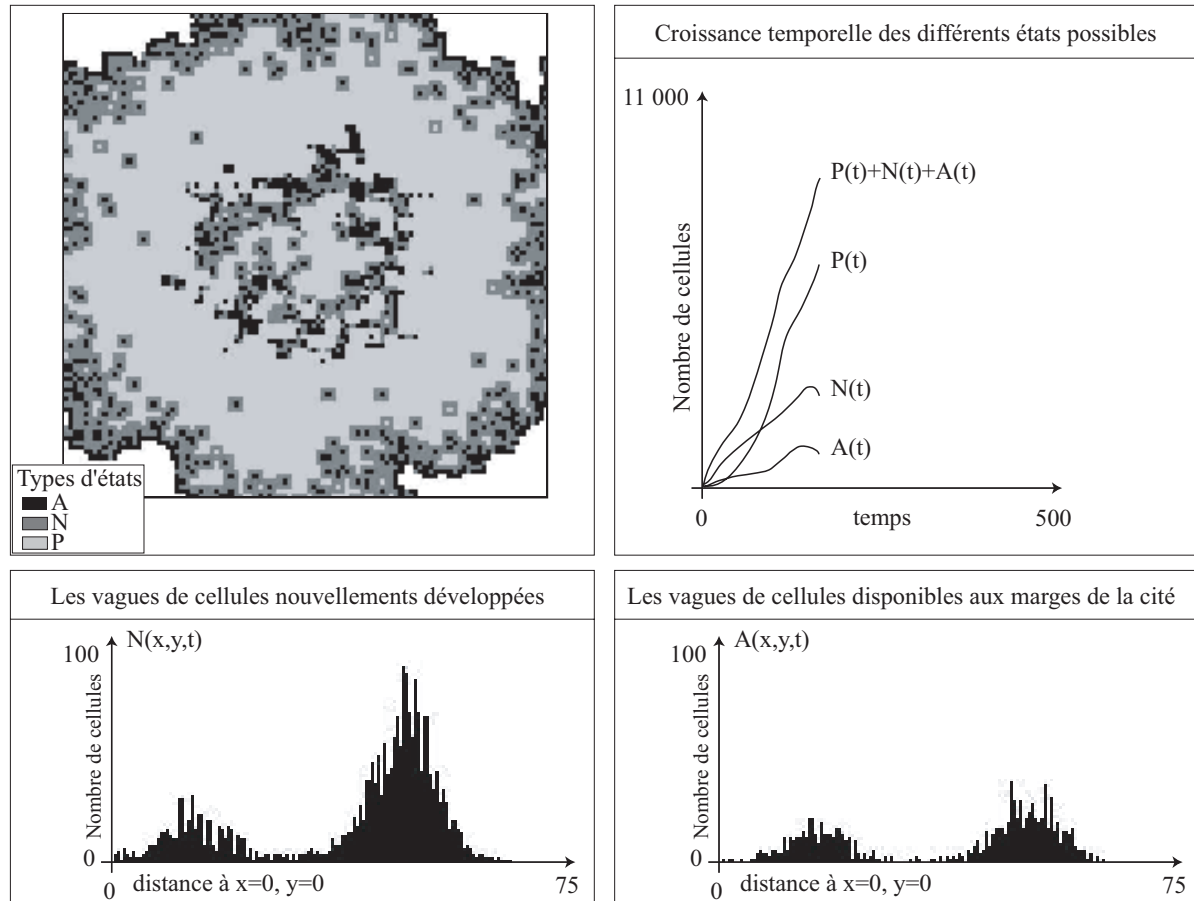 Types d'états
A
N
P
Croissance temporelle des différents états possibles
11 000
Nombre de cellules
P(t)+N(t)+A(t)
P(t)
N(t)
A(t)
0
temps
500
Les vagues de cellules nouvellements développées
N(x,y,t)
100
Nombre de cellules
0
0
distance à x=0, y=0
75
Les vagues de cellules disponibles aux marges de la cité
A(x,y,t)
100
Nombre de cellules
0
0
distance à x=0, y=0
75